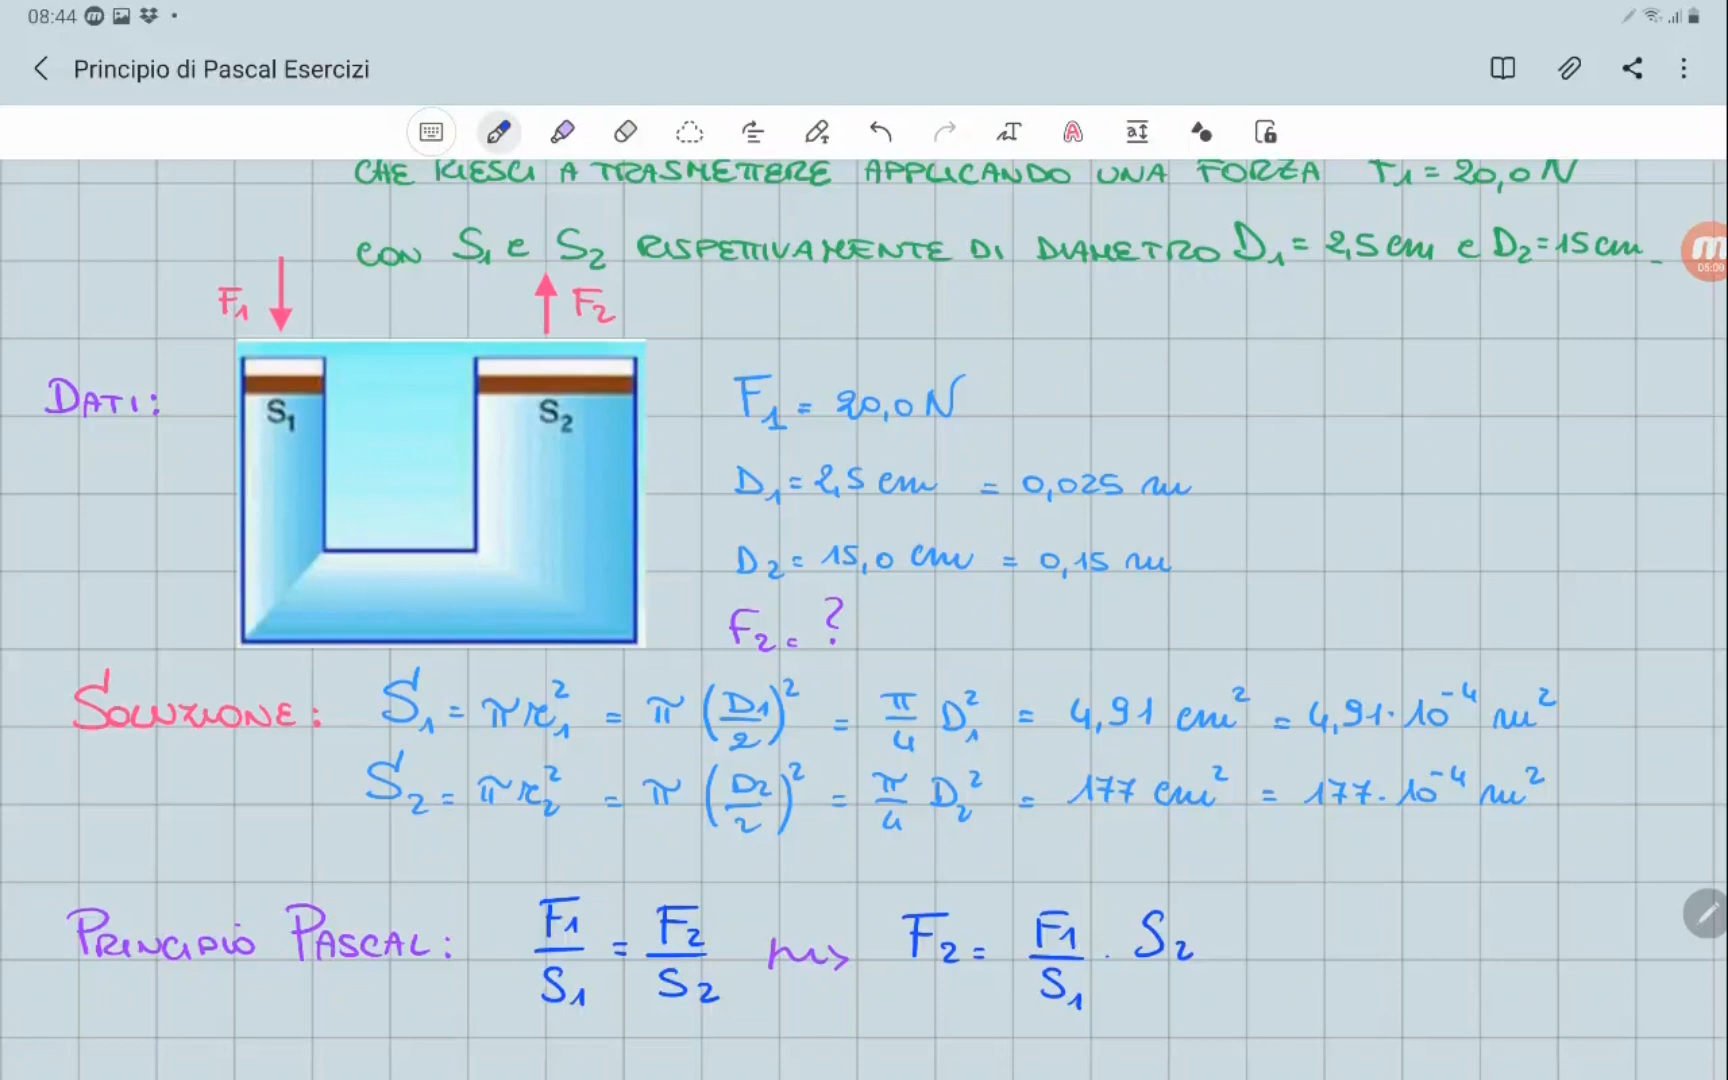 08:44
Principio di Pascal Esercizi
CHE RIESCI A TRASMETTERE APPLICANDO UNA FORZA F1 = 20,0 N
CON S1 e S2 RISPETTIVAMENTE DI DIAMETRO D1 = 2,5 cm e D2 = 15 cm
F1
F2
05:09
DATI:
S1
S2
F1 = 20,0 N
D1 = 2,5 cm = 0,025 m
D2 = 15,0 cm = 0,15 m
F2 = ?
SOLUZIONE: S1 = πr1² = π (D1/2)² = π/4 D1² = 4,91 cm² = 4,91·10⁻⁴ m²
S2 = πr2² = π (D2/2)² = π/4 D2² = 177 cm² = 177·10⁻⁴ m²
PRINCIPIO PASCAL: F1/S1 = F2/S2 ⇝ F2 = F1/S1 · S2